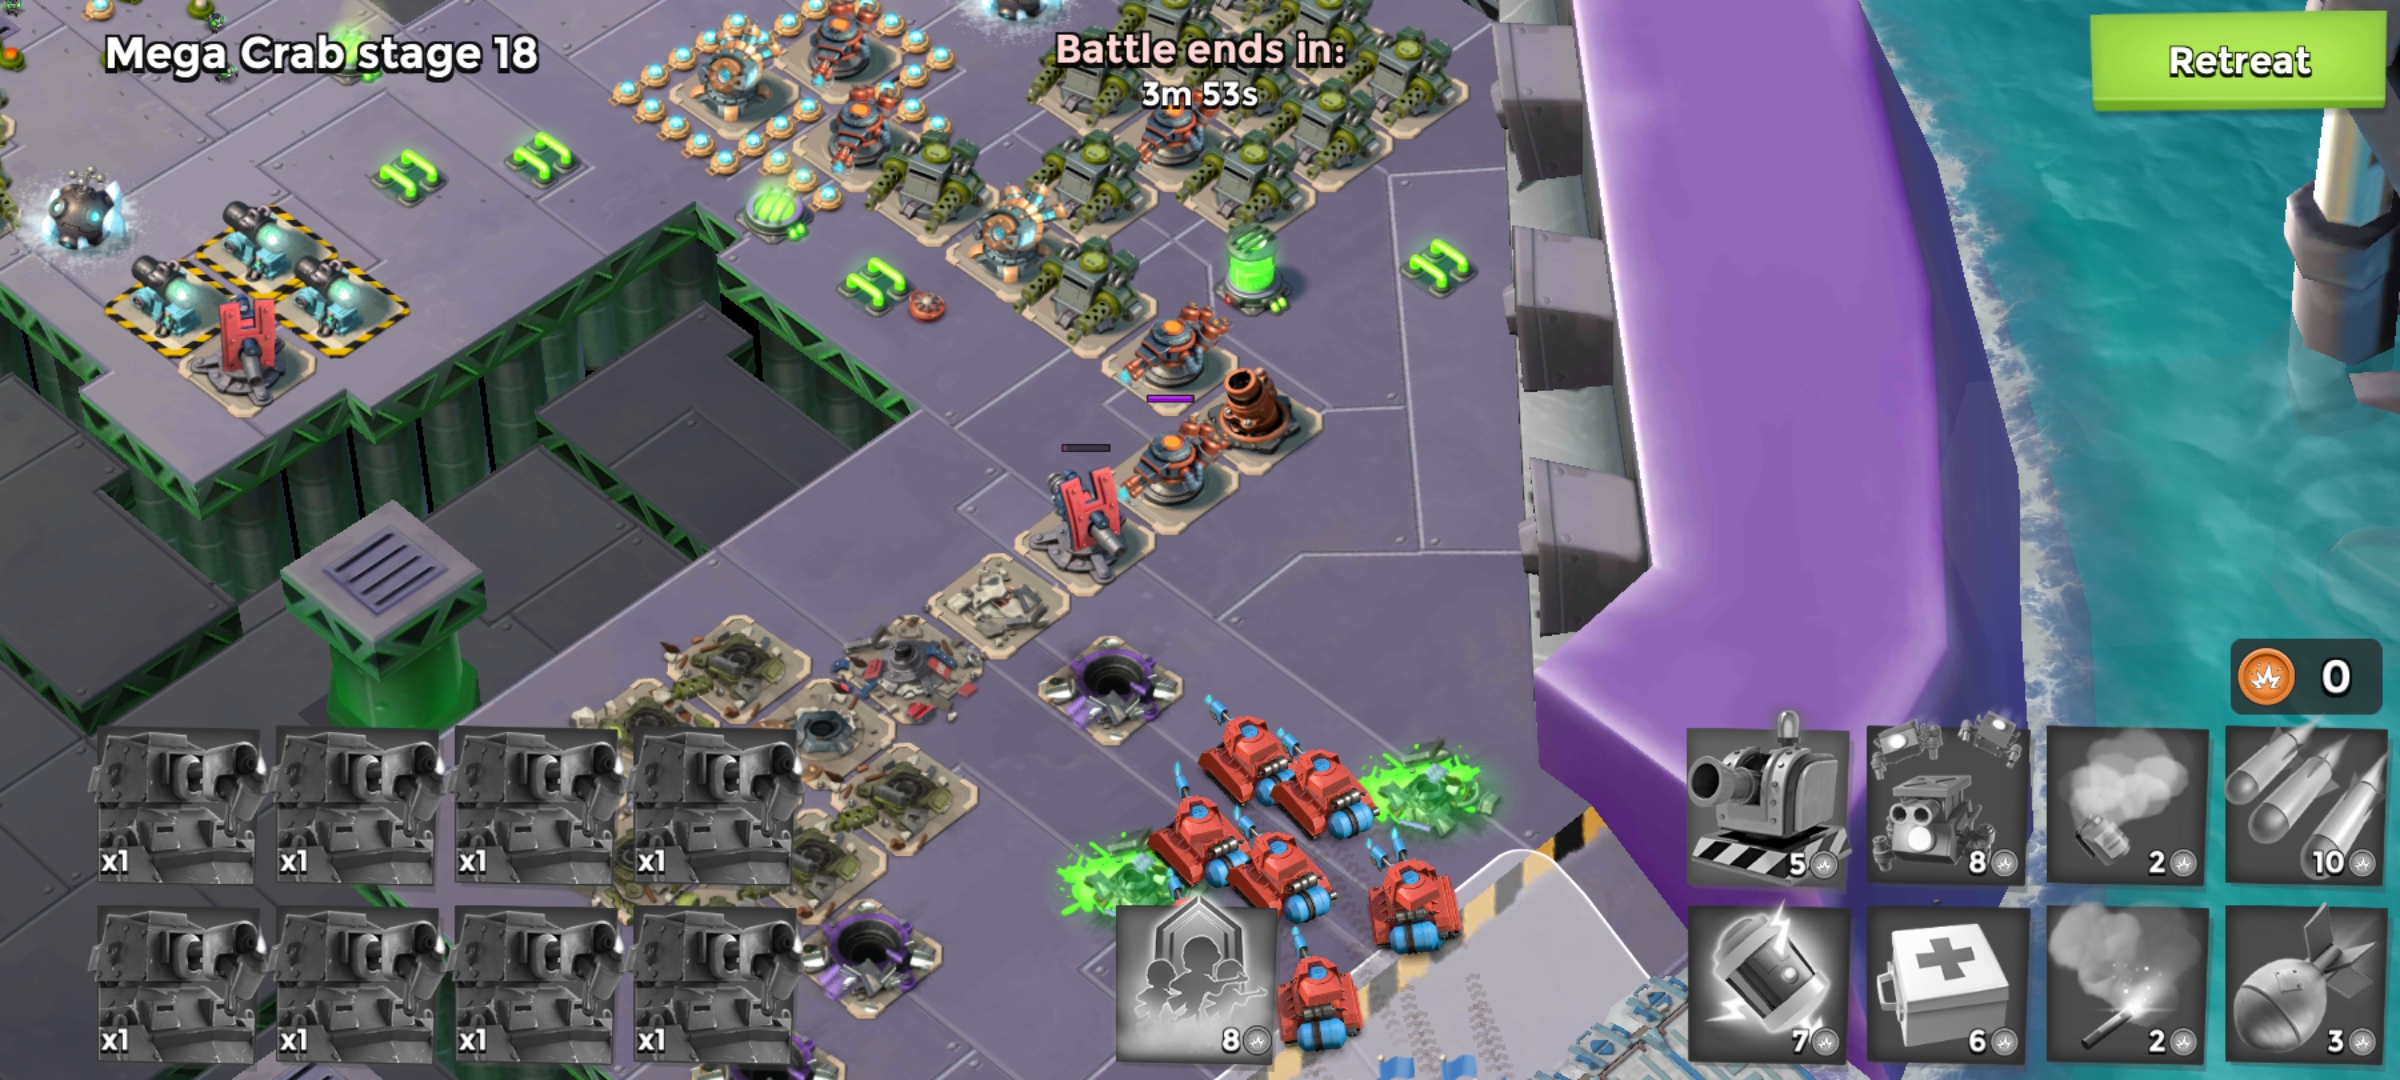 Mega Crab stage 18
Battle ends in:
3m 53s
Retreat
0
x1
x1
x1
x1
5
8
2
10
x1
x1
x1
x1
8
7
6
2
3